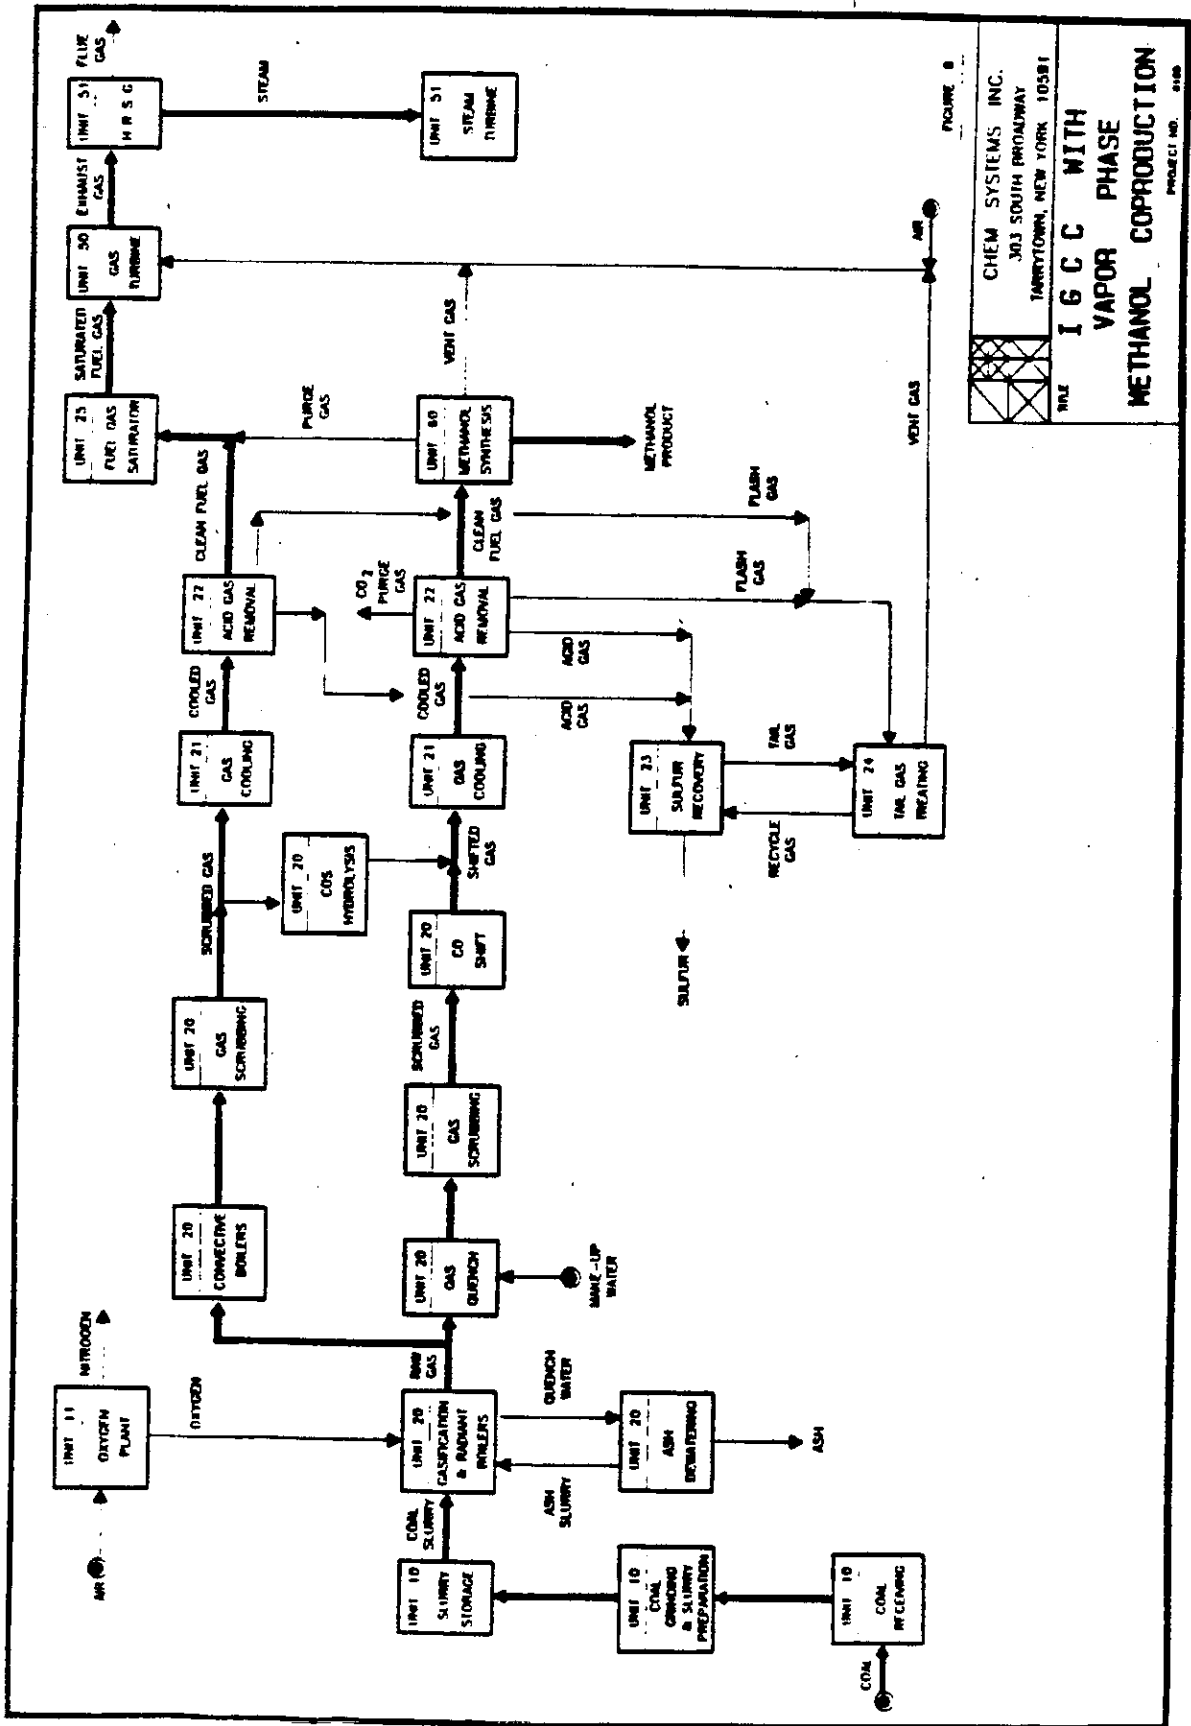 AIR
UNIT 11
OXYGEN
PLANT
NITROGEN
OXYGEN
UNIT 20
CONVECTIVE
BOILERS
UNIT 20
GAS
SCRUBBING
SCRUBBED GAS
UNIT 20
COS
HYDROLYSIS
UNIT 21
GAS
COOLING
COOLED
GAS
UNIT 22
ACID GAS
REMOVAL
CLEAN FUEL GAS
UNIT 25
FUEL GAS
SATURATOR
SATURATED
FUEL GAS
UNIT 50
GAS
TURBINE
EXHAUST
GAS
UNIT 51
H R S G
FLUE
GAS
STEAM
UNIT 51
STEAM
TURBINE
COAL
UNIT 10
COAL
RECEIVING
UNIT 10
COAL
GRINDING
& SLURRY
PREPARATION
UNIT 10
SLURRY
STORAGE
COAL
SLURRY
UNIT 20
GASIFICATION
& RADIANT
BOILERS
RAW
GAS
ASH
SLURRY
QUENCH
WATER
UNIT 20
ASH
DEWATERING
ASH
UNIT 20
GAS
QUENCH
MAKE-UP
WATER
UNIT 20
GAS
SCRUBBING
SCRUBBED
GAS
UNIT 20
CO
SHIFT
SHIFTED
GAS
UNIT 21
GAS
COOLING
COOLED
GAS
UNIT 22
ACID GAS
REMOVAL
CO2
PURGE
GAS
CLEAN
FUEL GAS
UNIT 60
METHANOL
SYNTHESIS
PURGE
GAS
VENT GAS
METHANOL
PRODUCT
ACID
GAS
ACID
GAS
FLASH
GAS
FLASH
GAS
SULFUR
UNIT 23
SULFUR
RECOVERY
TAIL
GAS
RECYCLE
GAS
UNIT 24
TAIL GAS
TREATING
VENT GAS
AIR
FIGURE 8
CHEM SYSTEMS INC.
303 SOUTH BROADWAY
TARRYTOWN, NEW YORK 10591
TITLE
I G C C WITH
VAPOR PHASE
METHANOL COPRODUCTION
PROJECT NO.